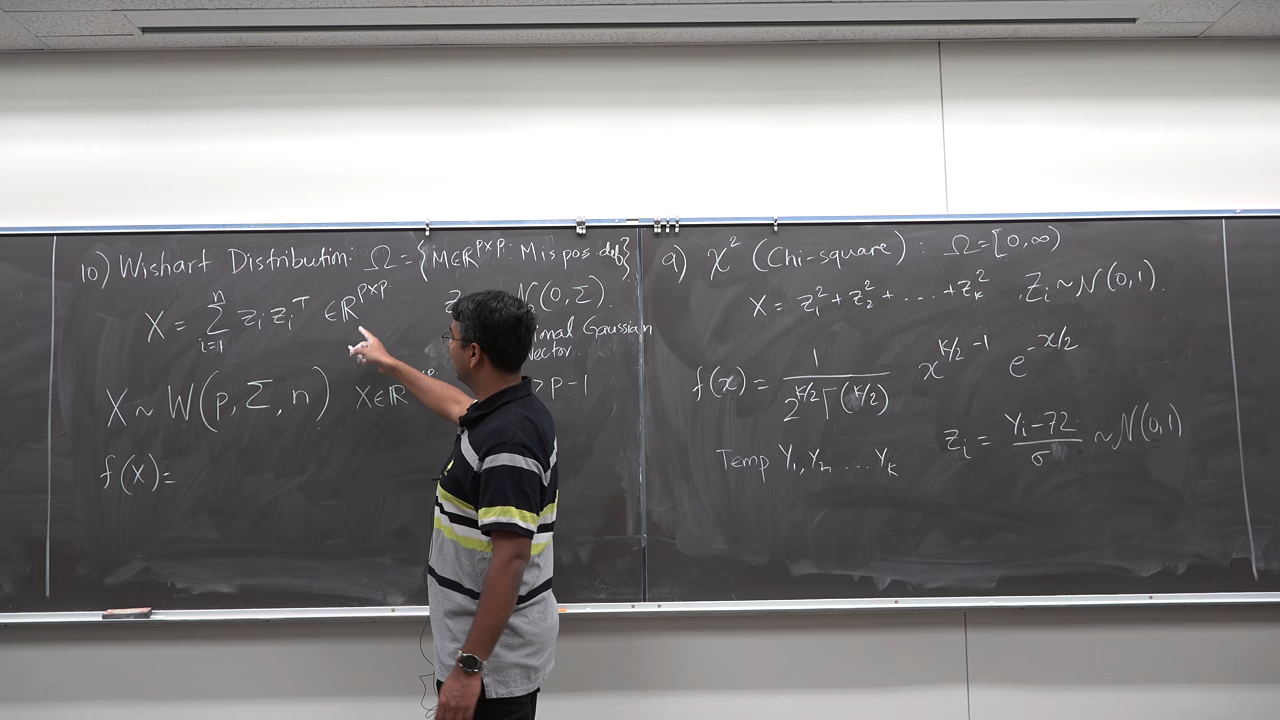 10) Wishart Distribution: Ω = {M∈ℝ^{p×p} : M is pos-def}
X = Σ_{i=1}^{n} z_i z_i^T ∈ ℝ^{p×p} N(0, Σ).
Gaussian
vector.
X ~ W(p, Σ, n) X∈ℝ > p-1
f(X) =
9) χ² (Chi-square) : Ω = [0, ∞)
X = z_1² + z_2² + .... + z_k² , Z_i ~ N(0,1).
f(x) = 1 / (2^{k/2} Γ(k/2)) x^{k/2 - 1} e^{-x/2}
z_i = (Y_i - 72) / σ ~ N(0,1)
Temp Y_1, Y_2, ... Y_k